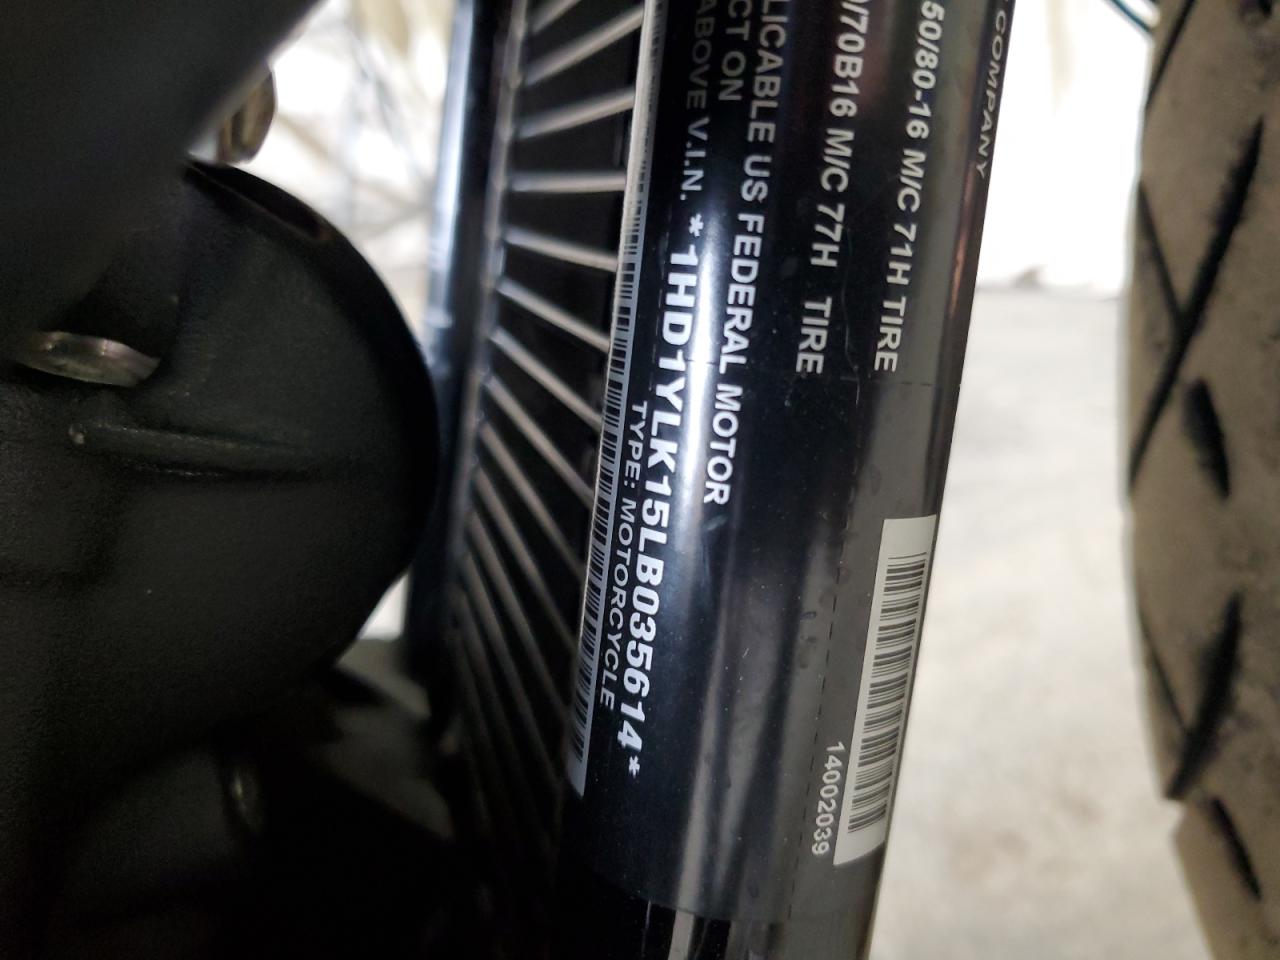 COMPANY
50/80-16 M/C 71H TIRE
/70B16 M/C 77H TIRE
LICABLE US FEDERAL MOTOR
CT ON
ABOVE V.I.N. *1HD1YLK15LB035614*
TYPE: MOTORCYCLE
14002039